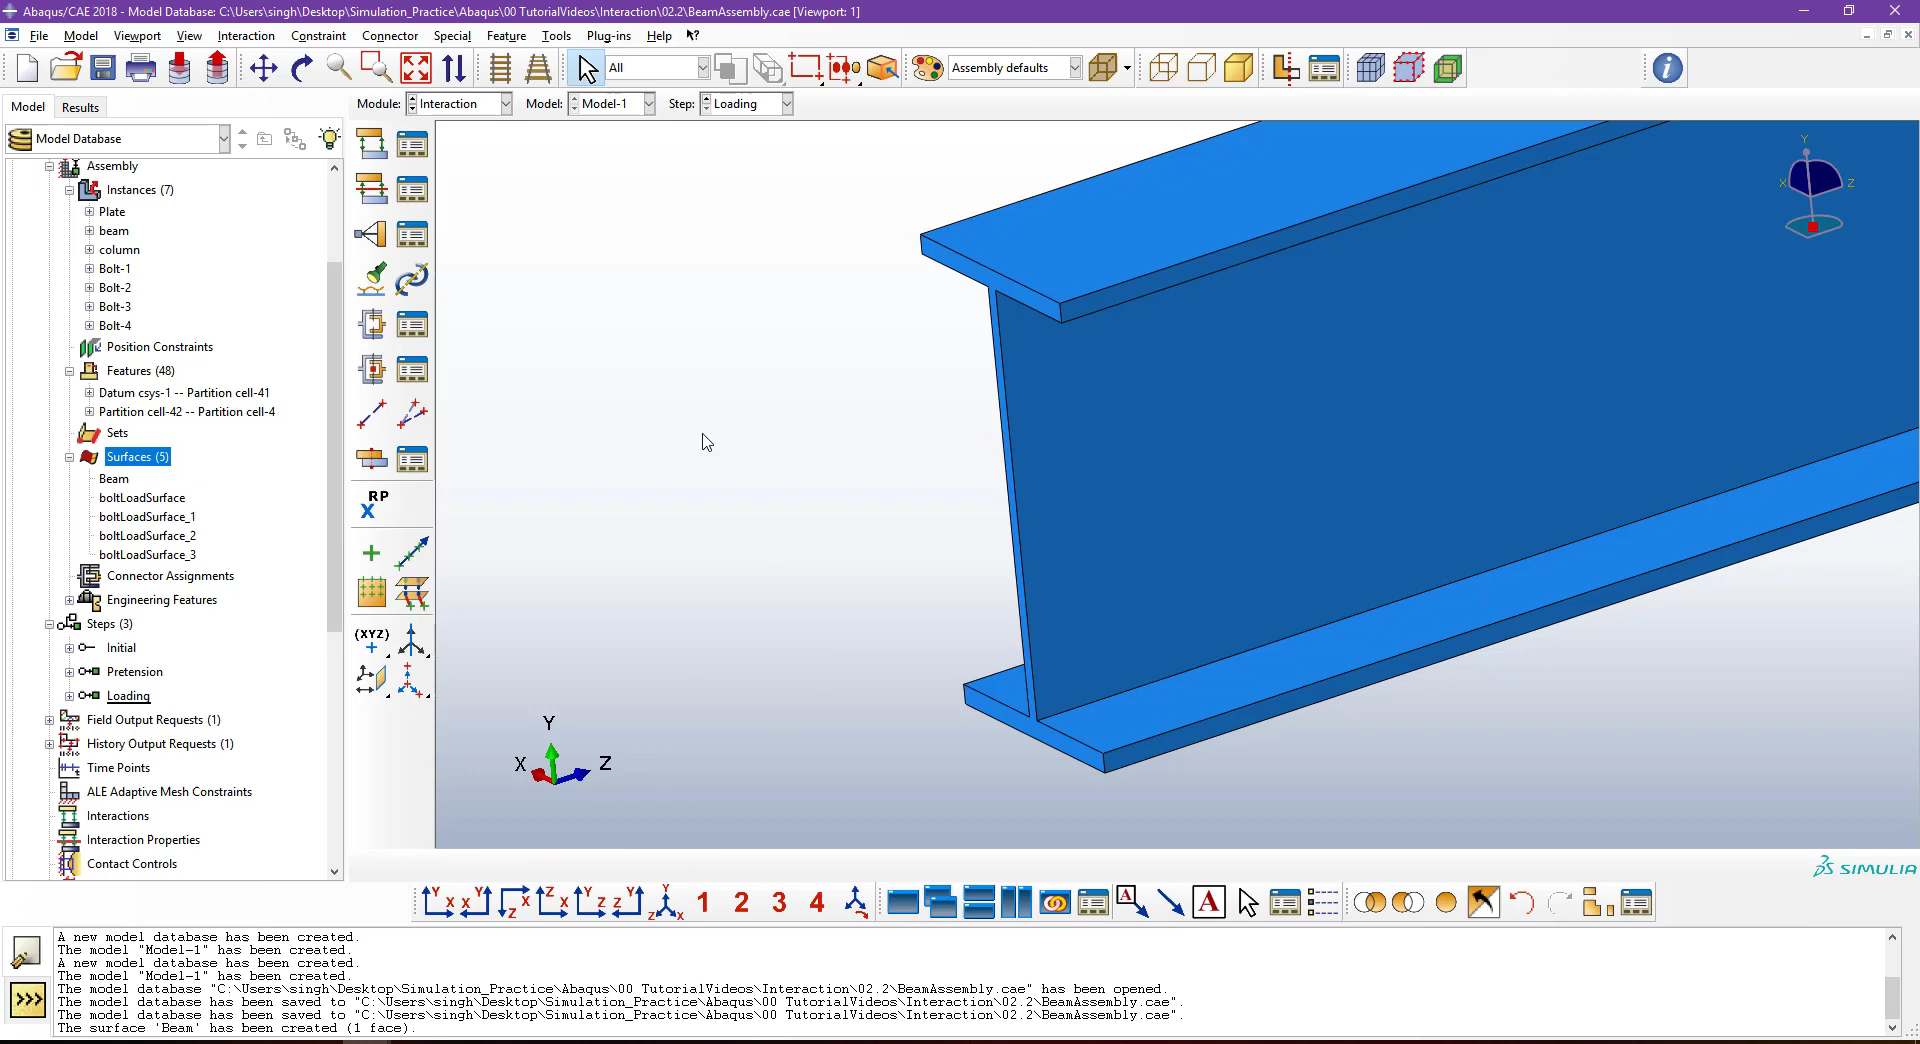 Abaqus/CAE 2018 - Model Database: C:\Users\singh\Desktop\Simulation_Practice\Abaqus\00 TutorialVideos\Interaction\02.2\BeamAssembly.cae [Viewport: 1]
File Model Viewport View Interaction Constraint Connector Special Feature Tools Plug-ins Help
All Assembly defaults
Model Results Module: Interaction Model: Model-1 Step: Loading
Model Database
Assembly
Instances (7)
Plate
beam
column
Bolt-1
Bolt-2
Bolt-3
Bolt-4
Position Constraints
Features (48)
Datum csys-1 -- Partition cell-41
Partition cell-42 -- Partition cell-4
Sets
Surfaces (5)
Beam
boltLoadSurface
boltLoadSurface_1
boltLoadSurface_2
boltLoadSurface_3
Connector Assignments
Engineering Features
Steps (3)
Initial
Pretension
Loading
Field Output Requests (1)
History Output Requests (1)
Time Points
ALE Adaptive Mesh Constraints
Interactions
Interaction Properties
Contact Controls
RP
X
(XYZ)
Y
X Z
Y
X Z
SIMULIA
1 2 3 4 A A
A new model database has been created.
The model "Model-1" has been created.
A new model database has been created.
The model "Model-1" has been created.
The model database "C:\Users\singh\Desktop\Simulation_Practice\Abaqus\00 TutorialVideos\Interaction\02.2\BeamAssembly.cae" has been opened.
The model database has been saved to "C:\Users\singh\Desktop\Simulation_Practice\Abaqus\00 TutorialVideos\Interaction\02.2\BeamAssembly.cae".
The model database has been saved to "C:\Users\singh\Desktop\Simulation_Practice\Abaqus\00 TutorialVideos\Interaction\02.2\BeamAssembly.cae".
The surface 'Beam' has been created (1 face).